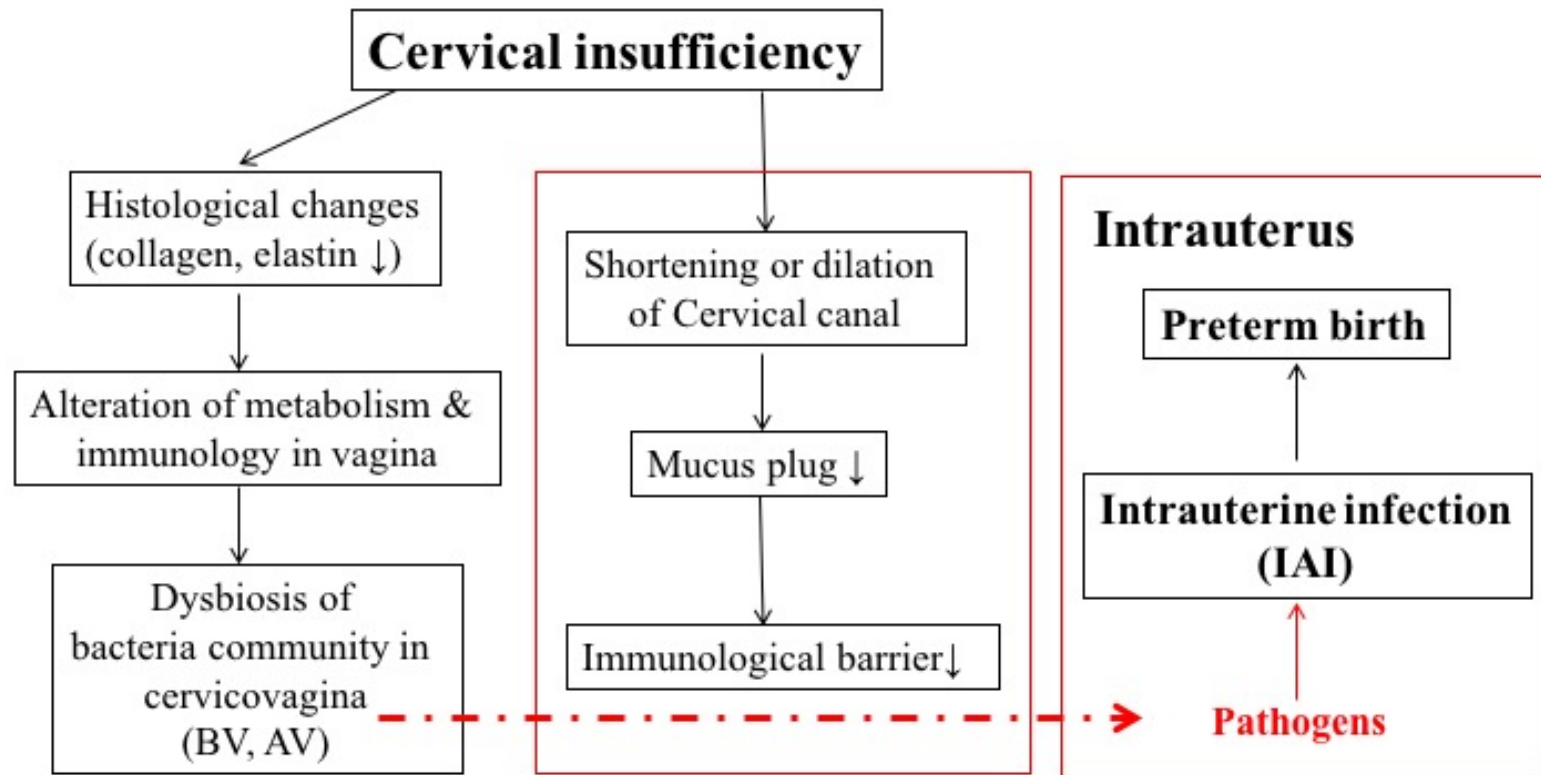 Cervical insufficiency
Histological changes
(collagen, elastin ↓)
Alteration of metabolism &
immunology in vagina
Dysbiosis of
bacteria community in
cervicovagina
(BV, AV)
Shortening or dilation
of Cervical canal
Mucus plug ↓
Immunological barrier↓
Intrauterus
Preterm birth
Intrauterine infection
(IAI)
Pathogens